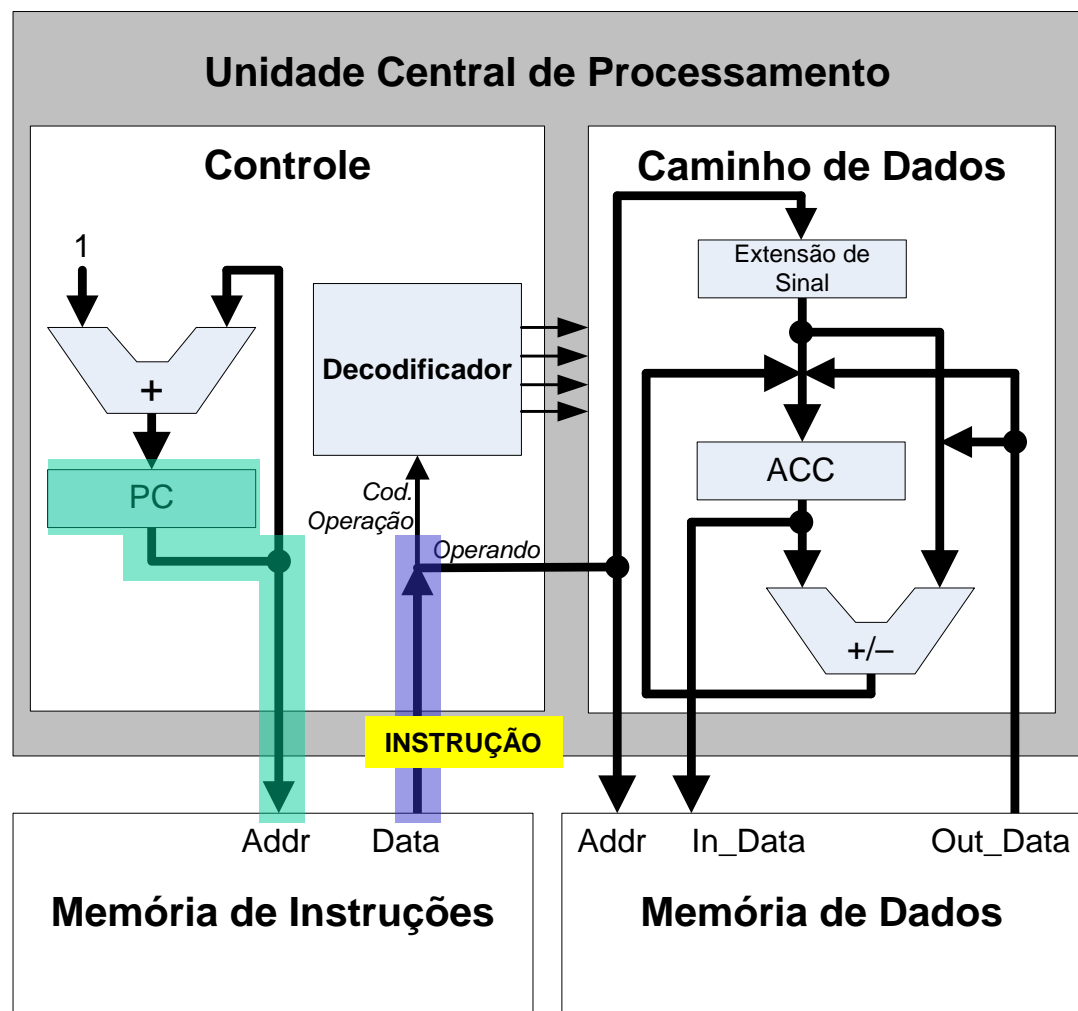 Unidade Central de Processamento
Controle
1
+
PC
Decodificador
Cod.
Operação
Operando
INSTRUÇÃO
Caminho de Dados
Extensão de
Sinal
ACC
+/–
Addr
Data
Memória de Instruções
Addr
In_Data
Out_Data
Memória de Dados